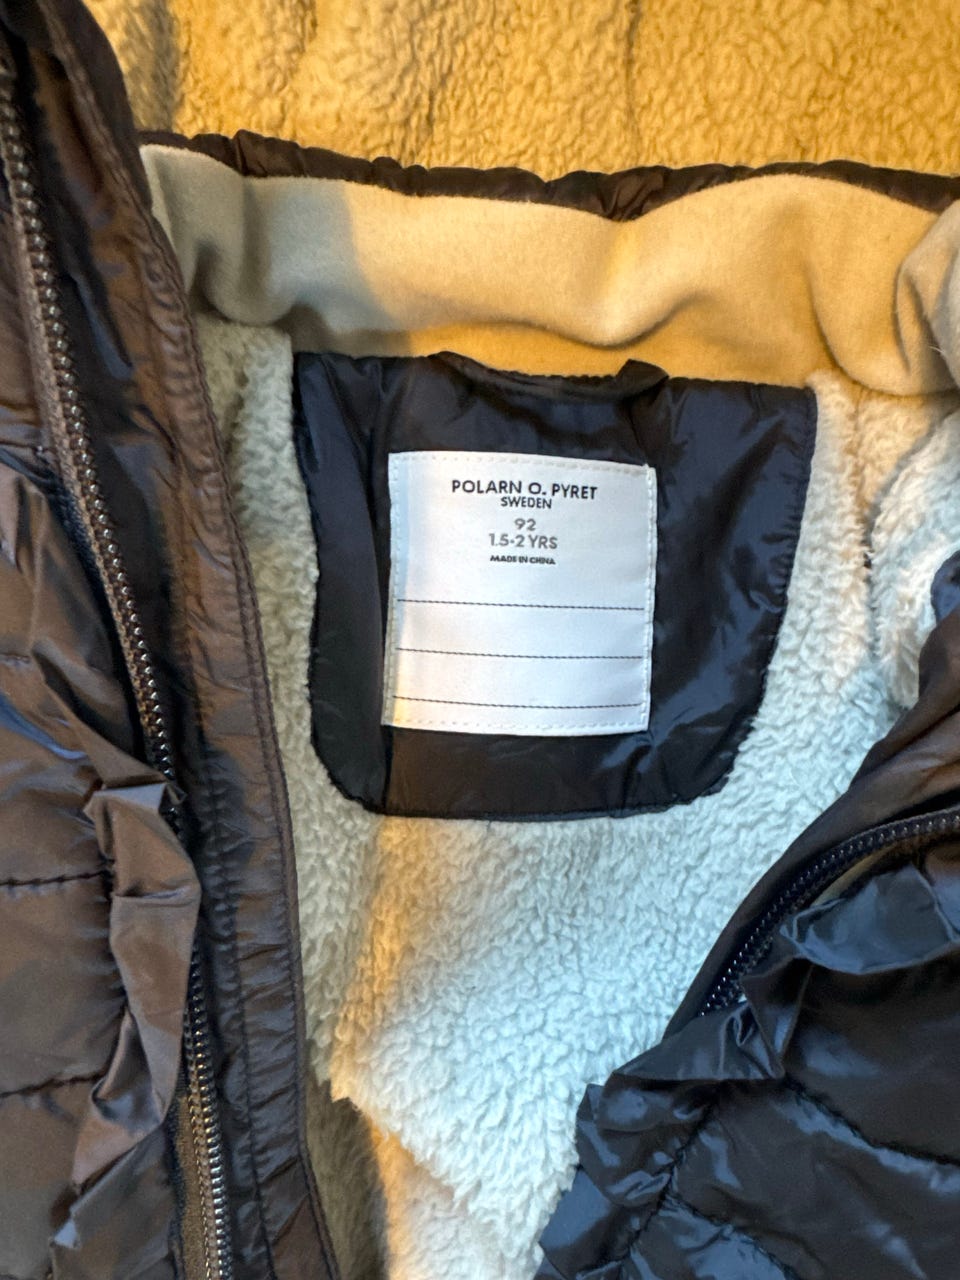 POLARN O. PYRET
SWEDEN
92
1.5-2 YRS
MADE IN CHINA